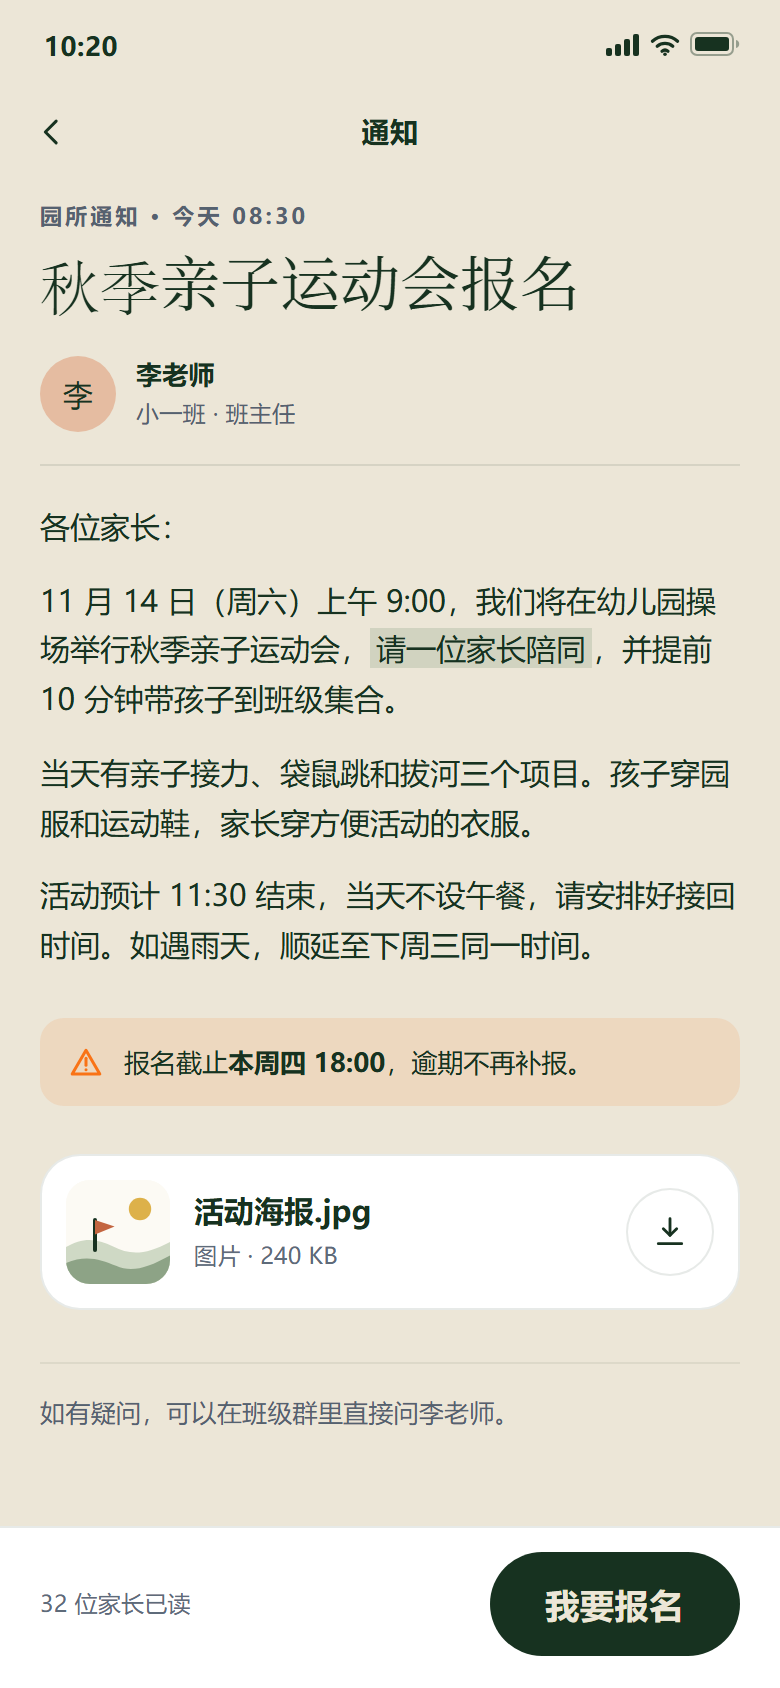 10:20
通知
园所通知 • 今天 08:30
秋季亲子运动会报名
李
李老师
小一班 · 班主任
各位家长：
11 月 14 日（周六）上午 9:00，我们将在幼儿园操
场举行秋季亲子运动会，请一位家长陪同，并提前
10 分钟带孩子到班级集合。
当天有亲子接力、袋鼠跳和拔河三个项目。孩子穿园
服和运动鞋，家长穿方便活动的衣服。
活动预计 11:30 结束，当天不设午餐，请安排好接回
时间。如遇雨天，顺延至下周三同一时间。
报名截止本周四 18:00，逾期不再补报。
活动海报.jpg
图片 · 240 KB
如有疑问，可以在班级群里直接问李老师。
32 位家长已读
我要报名